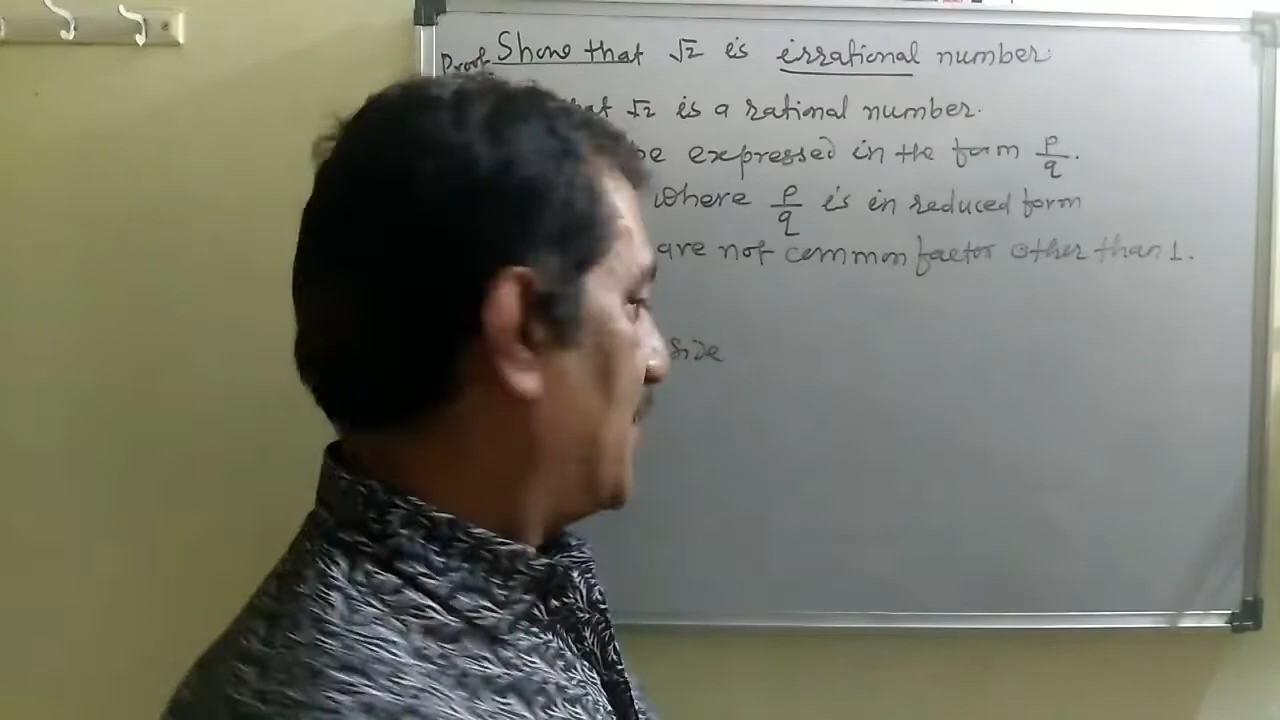 Proof Show that √2 is irrational number.
√2 is a rational number.
be expressed in the form p/q.
where p/q is in reduced form
are not common factor other than 1.
side